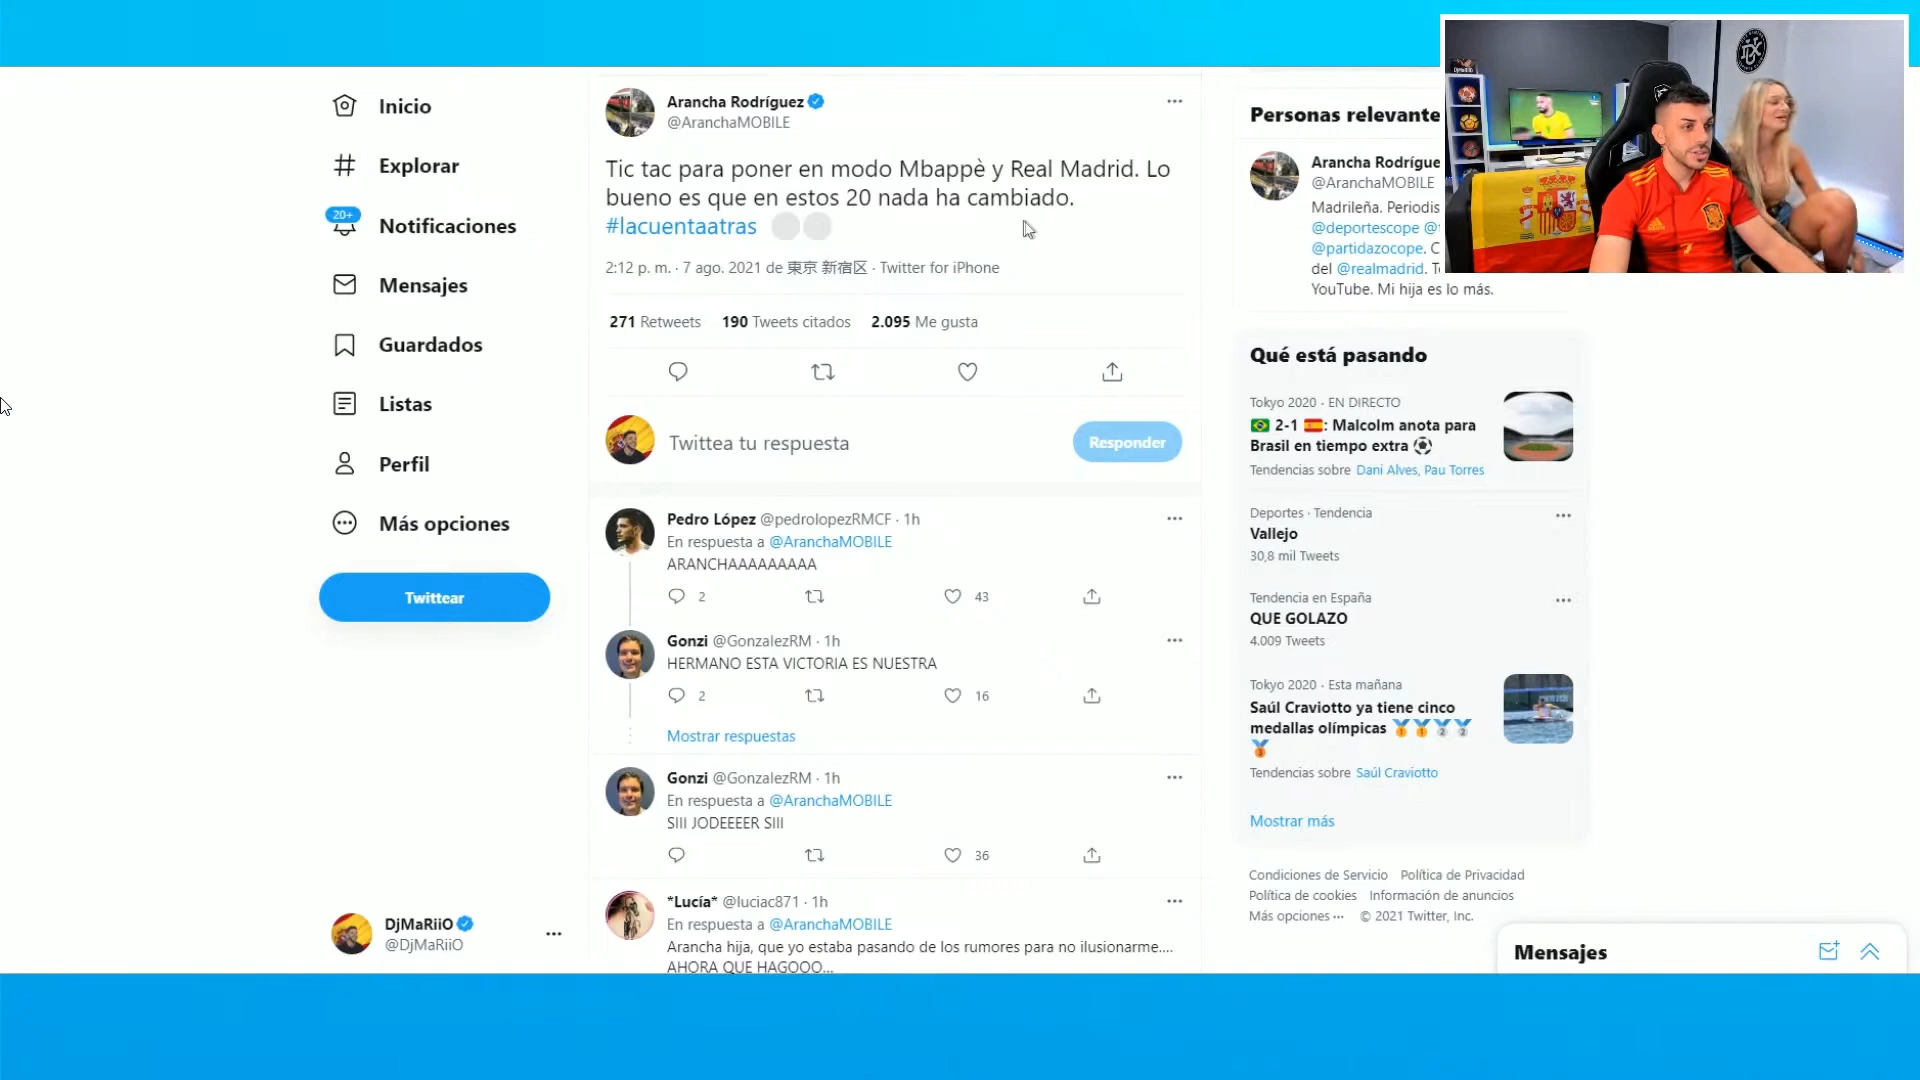 Inicio
Explorar
20+
Notificaciones
Mensajes
Guardados
Listas
Perfil
Más opciones
Twittear
DjMaRiiO
@DjMaRiiO
Arancha Rodríguez
@AranchaMOBILE
Tic tac para poner en modo Mbappè y Real Madrid. Lo
bueno es que en estos 20 nada ha cambiado.
#lacuentaatras
2:12 p. m. · 7 ago. 2021 de 東京 新宿区 · Twitter for iPhone
271 Retweets 190 Tweets citados 2.095 Me gusta
Twittea tu respuesta
Responder
Pedro López @pedrolopezRMCF · 1h
En respuesta a @AranchaMOBILE
ARANCHAAAAAAAAA
2 43
Gonzi @GonzalezRM · 1h
HERMANO ESTA VICTORIA ES NUESTRA
2 16
Mostrar respuestas
Gonzi @GonzalezRM · 1h
En respuesta a @AranchaMOBILE
SIII JODEEEER SIII
36
*Lucía* @luciac871 · 1h
En respuesta a @AranchaMOBILE
Arancha hija, que yo estaba pasando de los rumores para no ilusionarme....
AHORA QUE HAGOOO...
Personas relevante
Arancha Rodrígue
@AranchaMOBILE
Madrileña. Periodis
@deportescope
@partidazocope. C
del @realmadrid. T
YouTube. Mi hija es lo más.
Qué está pasando
Tokyo 2020 · EN DIRECTO
🇧🇷 2-1 🇪🇸: Malcolm anota para
Brasil en tiempo extra ⚽
Tendencias sobre Dani Alves, Pau Torres
Deportes · Tendencia
Vallejo
30,8 mil Tweets
Tendencia en España
QUE GOLAZO
4.009 Tweets
Tokyo 2020 · Esta mañana
Saúl Craviotto ya tiene cinco
medallas olímpicas 🥇🥇🥈🥈
🥉
Tendencias sobre Saúl Craviotto
Mostrar más
Condiciones de Servicio Política de Privacidad
Política de cookies Información de anuncios
Más opciones ··· © 2021 Twitter, Inc.
Mensajes